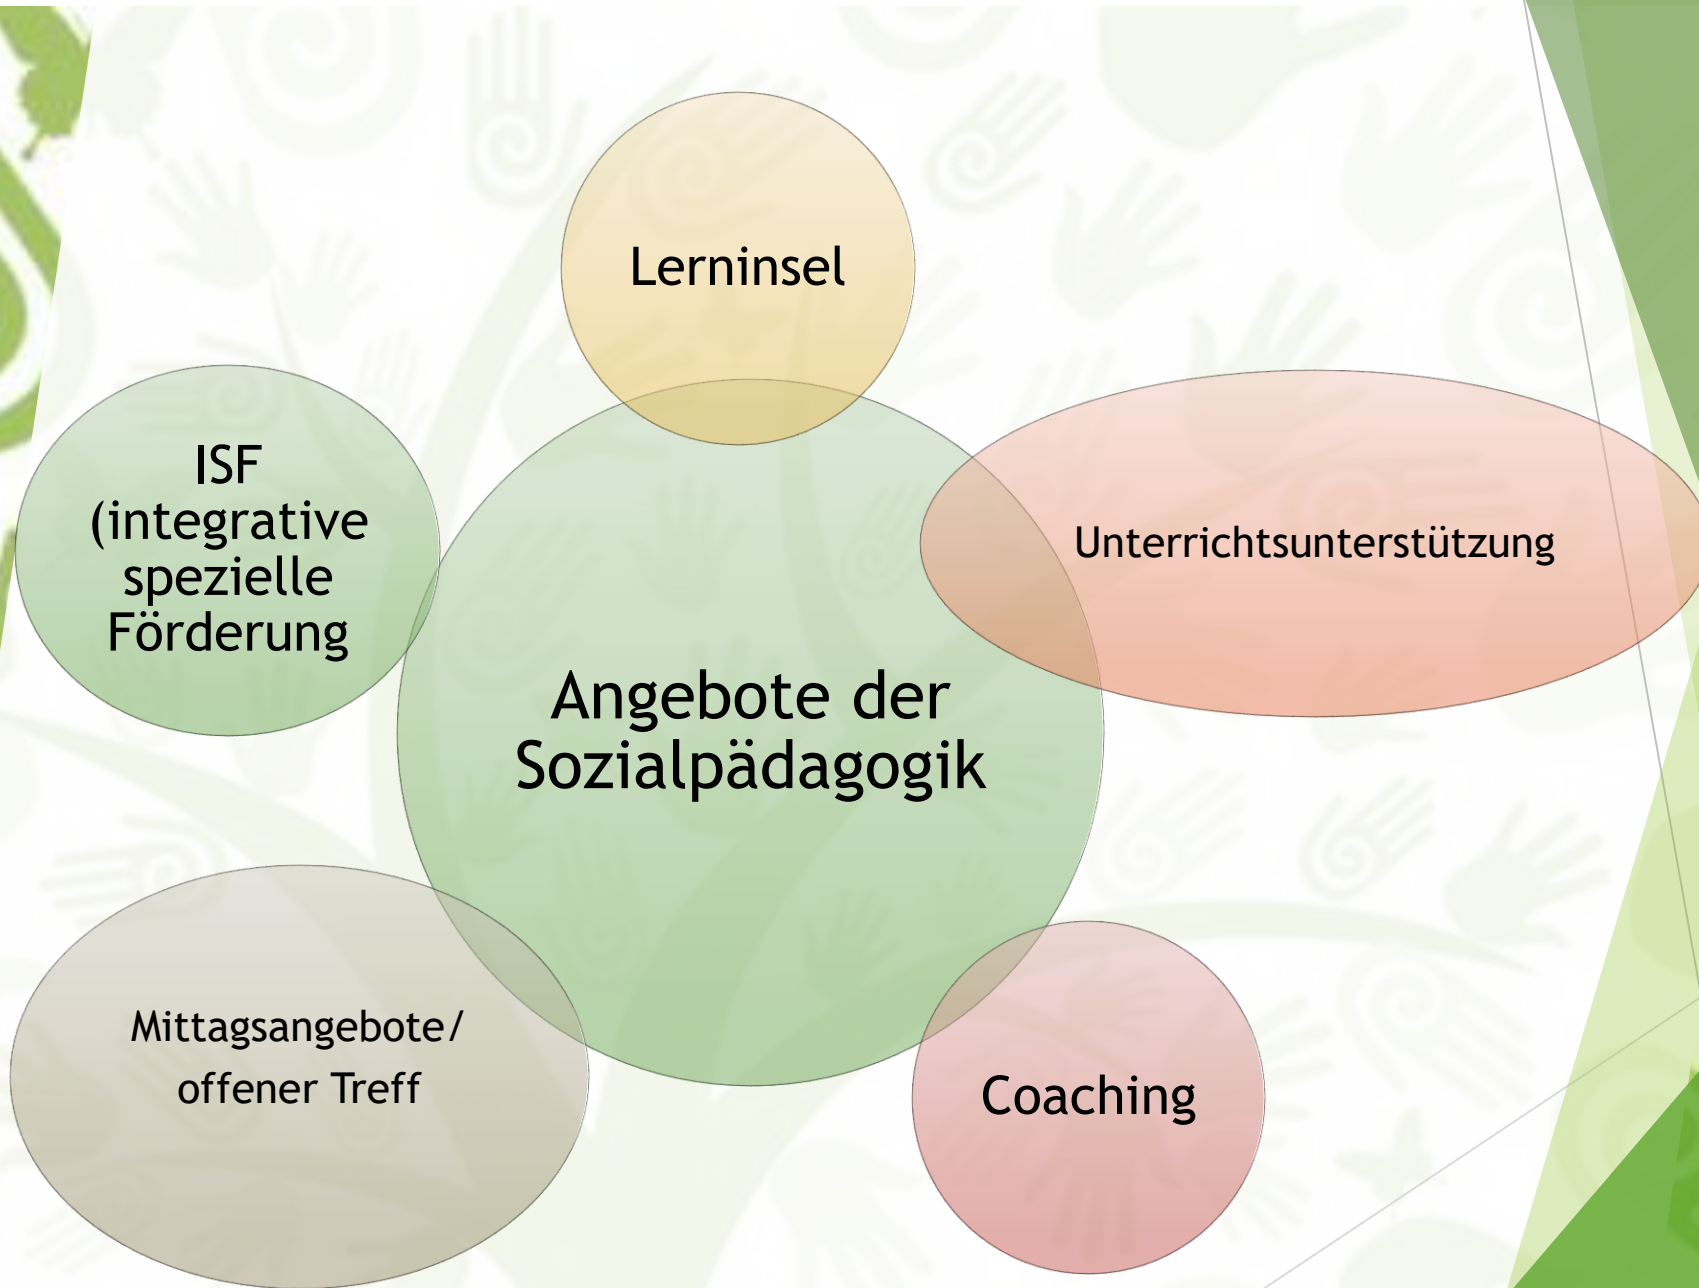 Lerninsel
ISF
(integrative
spezielle
Förderung
Unterrichtsunterstützung
Angebote der
Sozialpädagogik
Mittagsangebote/
offener Treff
Coaching